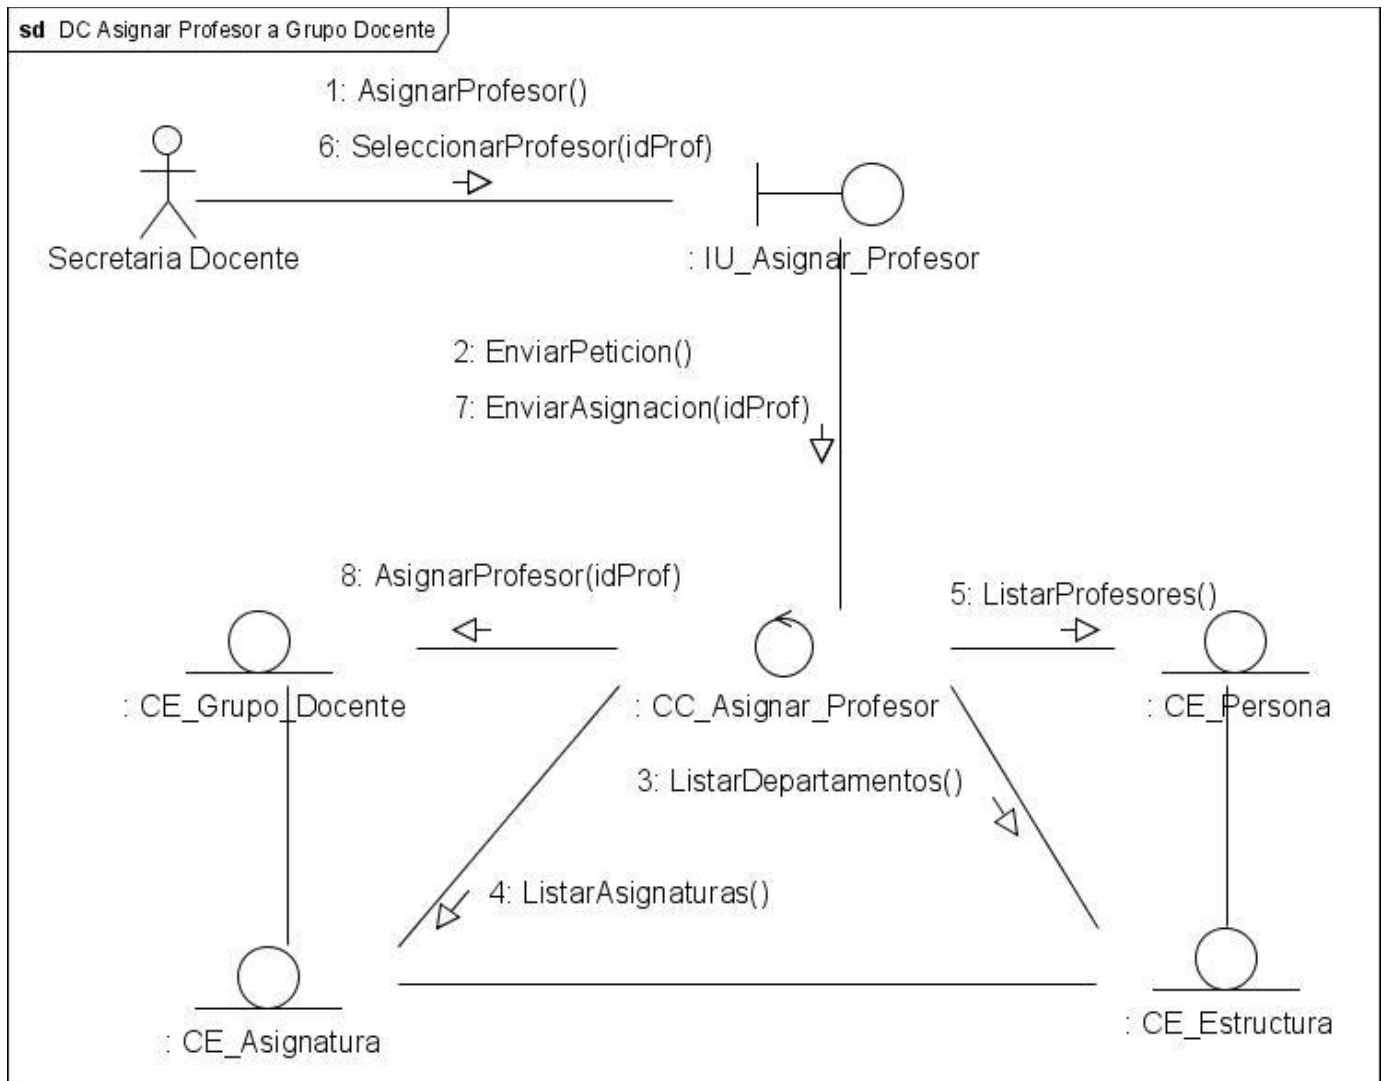 sd DC Asignar Profesor a Grupo Docente
1: AsignarProfesor()
6: SeleccionarProfesor(idProf)
Secretaria Docente
: IU_Asignar_Profesor
2: EnviarPeticion()
7: EnviarAsignacion(idProf)
8: AsignarProfesor(idProf)
5: ListarProfesores()
: CE_Grupo_Docente
: CC_Asignar_Profesor
: CE_Persona
3: ListarDepartamentos()
4: ListarAsignaturas()
: CE_Asignatura
: CE_Estructura